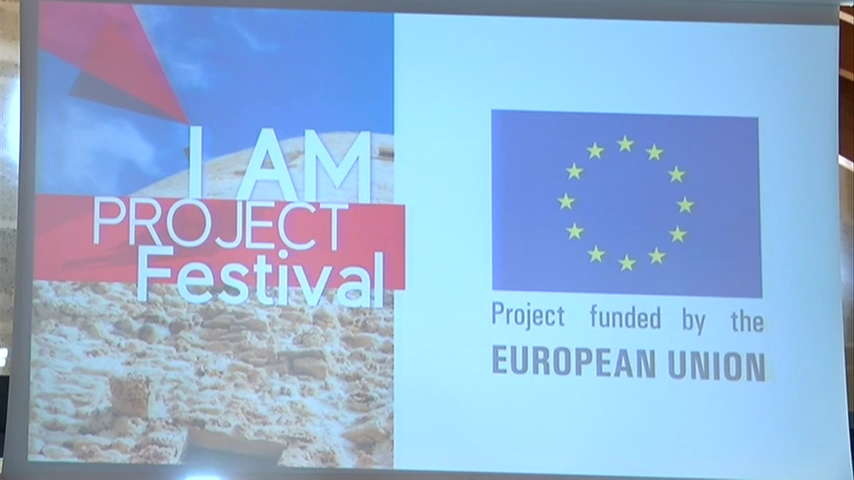 I AM
PROJECT
Festival
Project funded by the
EUROPEAN UNION